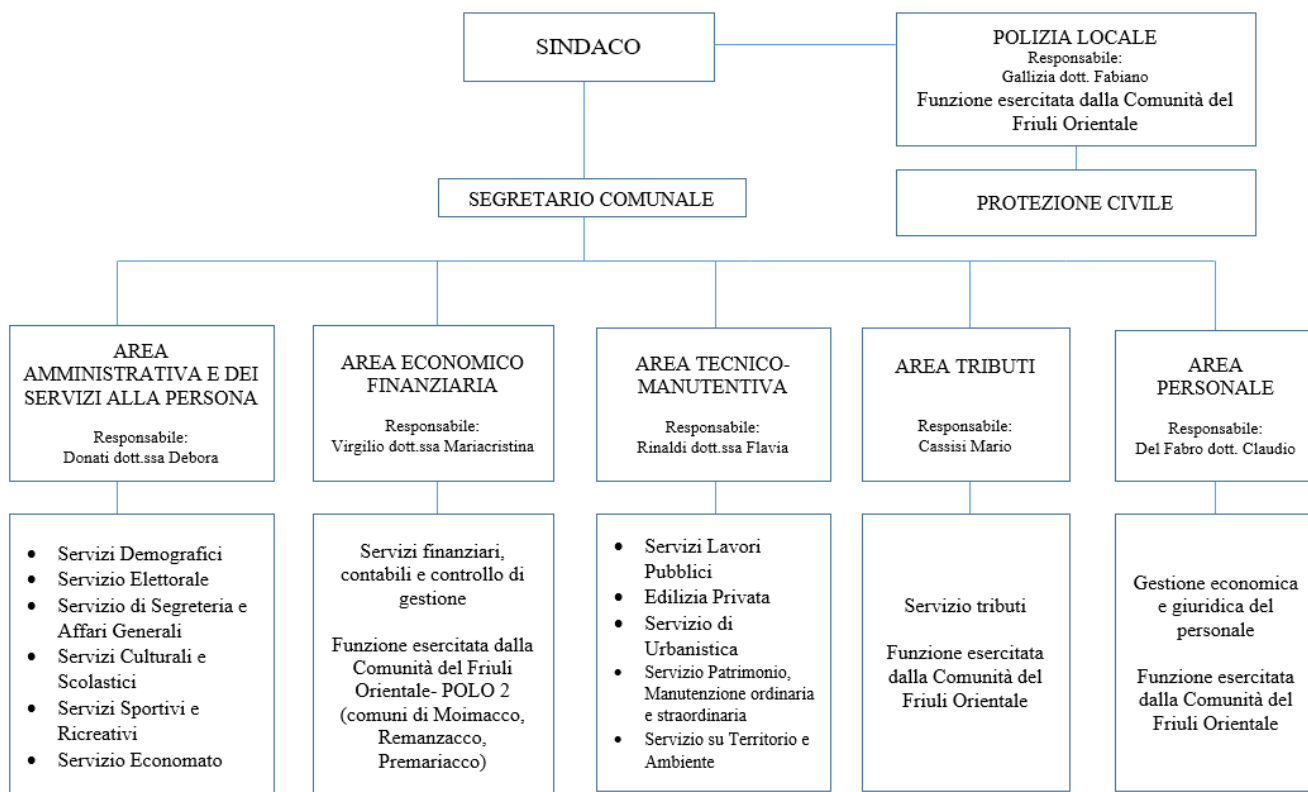 SINDACO
POLIZIA LOCALE
Responsabile:
Gallizia dott. Fabiano
Funzione esercitata dalla Comunità del
Friuli Orientale
SEGRETARIO COMUNALE
PROTEZIONE CIVILE
AREA
AMMINISTRATIVA E DEI
SERVIZI ALLA PERSONA
Responsabile:
Donati dott.ssa Debora
AREA ECONOMICO
FINANZIARIA
Responsabile:
Virgilio dott.ssa Mariacristina
AREA TECNICO-
MANUTENTIVA
Responsabile:
Rinaldi dott.ssa Flavia
AREA TRIBUTI
Responsabile:
Cassisi Mario
AREA
PERSONALE
Responsabile:
Del Fabro dott. Claudio
• Servizi Demografici
• Servizio Elettorale
• Servizio di Segreteria e
Affari Generali
• Servizi Culturali e
Scolastici
• Servizi Sportivi e
Ricreativi
• Servizio Economato
Servizi finanziari,
contabili e controllo di
gestione
Funzione esercitata dalla
Comunità del Friuli
Orientale- POLO 2
(comuni di Moimacco,
Remanzacco,
Premariacco)
• Servizi Lavori
Pubblici
• Edilizia Privata
• Servizio di
Urbanistica
• Servizio Patrimonio,
Manutenzione ordinaria
e straordinaria
• Servizio su Territorio e
Ambiente
Servizio tributi
Funzione esercitata
dalla Comunità del
Friuli Orientale
Gestione economica
e giuridica del
personale
Funzione esercitata
dalla Comunità del
Friuli Orientale